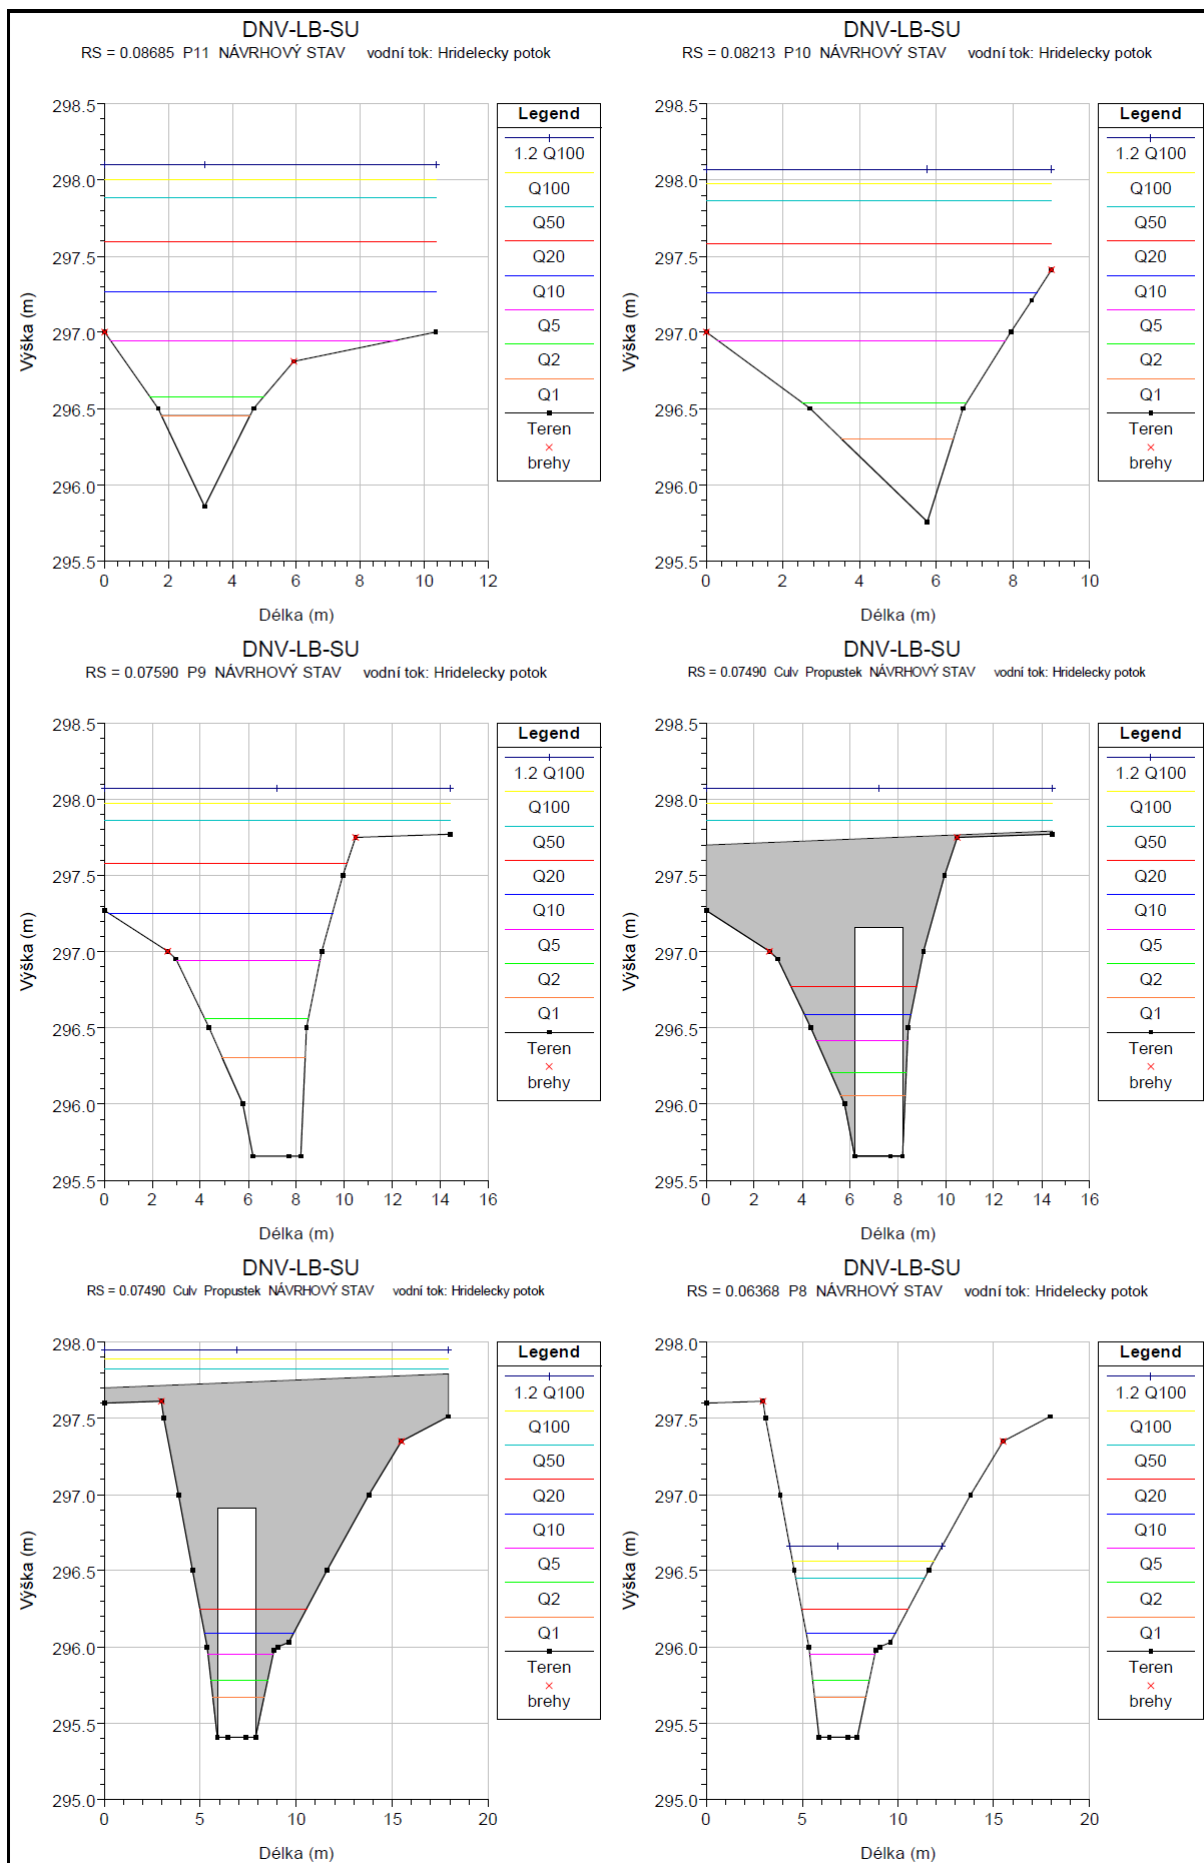 DNV-LB-SU
RS = 0.08685 P11 NÁVRHOVÝ STAV vodní tok: Hridelecky potok
298.5
298.0
297.5
297.0
296.5
296.0
295.5
Výška (m)
0 2 4 6 8 10 12
Délka (m)
Legend
1.2 Q100
Q100
Q50
Q20
Q10
Q5
Q2
Q1
Teren
brehy
DNV-LB-SU
RS = 0.08213 P10 NÁVRHOVÝ STAV vodní tok: Hridelecky potok
298.5
298.0
297.5
297.0
296.5
296.0
295.5
Výška (m)
0 2 4 6 8 10
Délka (m)
Legend
1.2 Q100
Q100
Q50
Q20
Q10
Q5
Q2
Q1
Teren
brehy
DNV-LB-SU
RS = 0.07590 P9 NÁVRHOVÝ STAV vodní tok: Hridelecky potok
298.5
298.0
297.5
297.0
296.5
296.0
295.5
Výška (m)
0 2 4 6 8 10 12 14 16
Délka (m)
Legend
1.2 Q100
Q100
Q50
Q20
Q10
Q5
Q2
Q1
Teren
brehy
DNV-LB-SU
RS = 0.07490 Culv Propustek NÁVRHOVÝ STAV vodní tok: Hridelecky potok
298.5
298.0
297.5
297.0
296.5
296.0
295.5
Výška (m)
0 2 4 6 8 10 12 14 16
Délka (m)
Legend
1.2 Q100
Q100
Q50
Q20
Q10
Q5
Q2
Q1
Teren
brehy
DNV-LB-SU
RS = 0.07490 Culv Propustek NÁVRHOVÝ STAV vodní tok: Hridelecky potok
298.0
297.5
297.0
296.5
296.0
295.5
295.0
Výška (m)
0 5 10 15 20
Délka (m)
Legend
1.2 Q100
Q100
Q50
Q20
Q10
Q5
Q2
Q1
Teren
brehy
DNV-LB-SU
RS = 0.06368 P8 NÁVRHOVÝ STAV vodní tok: Hridelecky potok
298.0
297.5
297.0
296.5
296.0
295.5
295.0
Výška (m)
0 5 10 15 20
Délka (m)
Legend
1.2 Q100
Q100
Q50
Q20
Q10
Q5
Q2
Q1
Teren
brehy